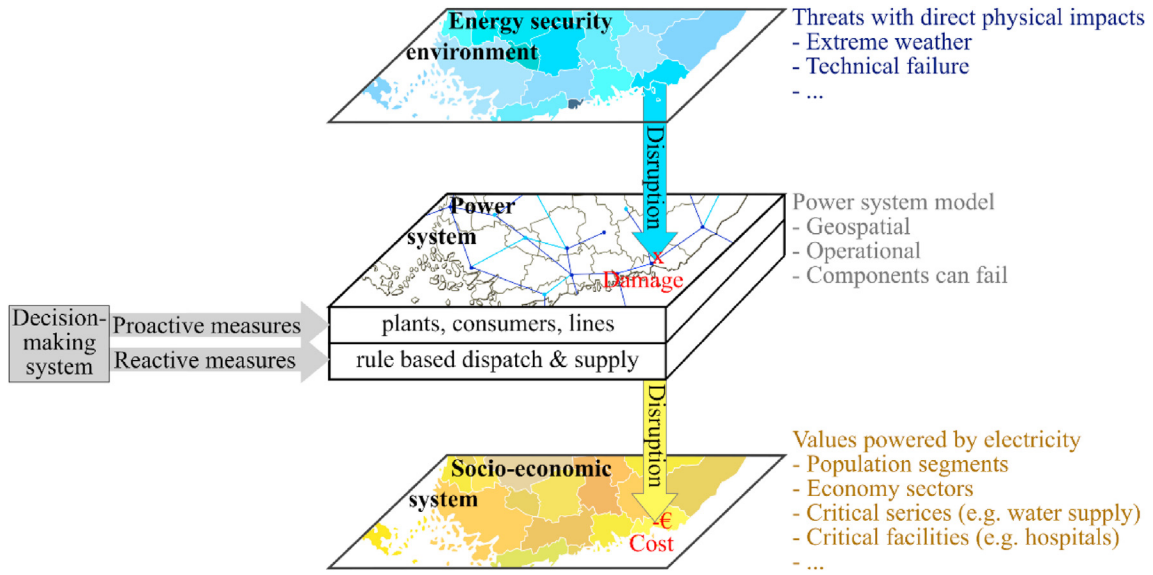 Energy security
environment
Threats with direct physical impacts
- Extreme weather
- Technical failure
- ...
Disruption
Power
system
x
Damage
Power system model
- Geospatial
- Operational
- Components can fail
Decision-
making
system
Proactive measures
Reactive measures
plants, consumers, lines
rule based dispatch & supply
Disruption
Socio-economic
system
-€
Cost
Values powered by electricity
- Population segments
- Economy sectors
- Critical serices (e.g. water supply)
- Critical facilities (e.g. hospitals)
- ...